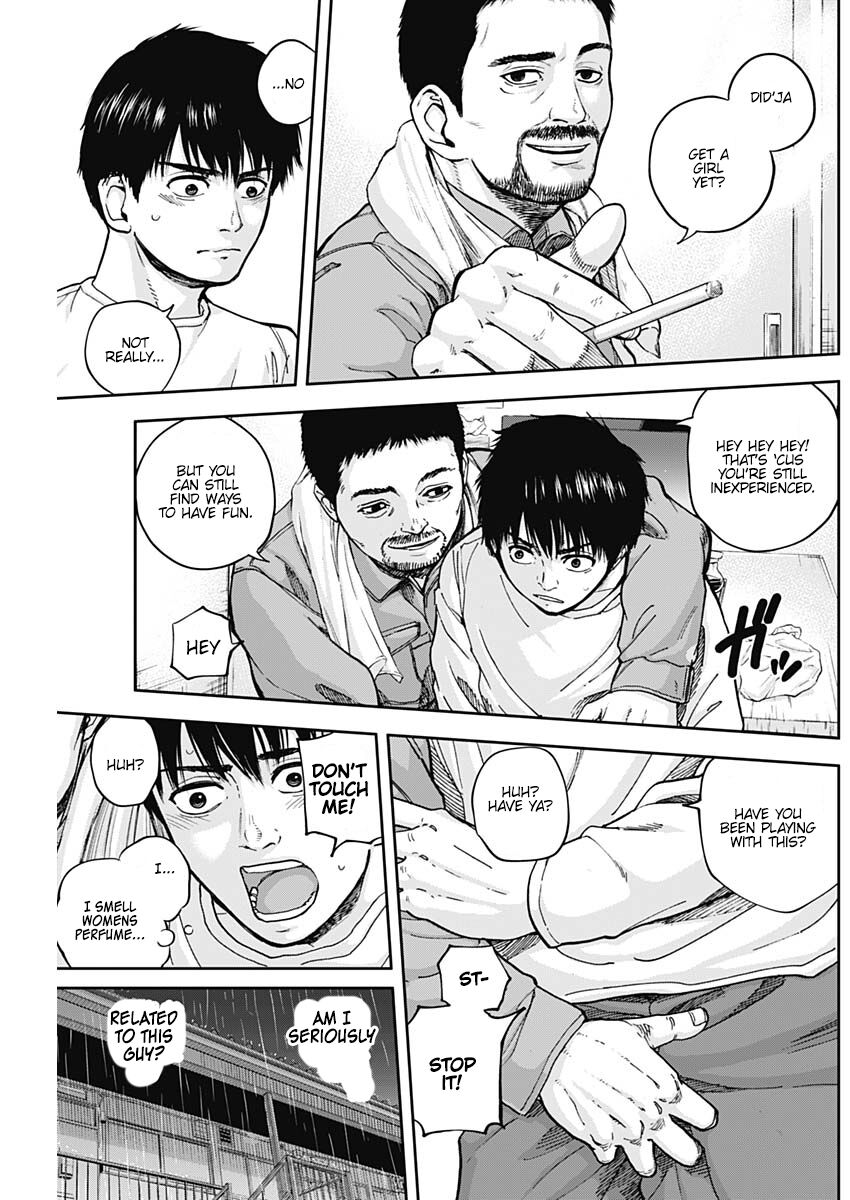 DID'JA
GET A
GIRL
YET?
...NO
NOT
REALLY...
HEY HEY HEY!
THAT'S 'CUS
YOU'RE STILL
INEXPERIENCED.
BUT YOU
CAN STILL
FIND WAYS
TO HAVE FUN.
HEY
ガッ
HAVE YOU
BEEN PLAYING
WITH THIS?
HUH?
HAVE YA?
ST-
STOP
IT!
DON'T
TOUCH
ME!
HUH?
I...
I SMELL
WOMENS
PERFUME...
AM I
SERIOUSLY
RELATED
TO THIS
GUY?